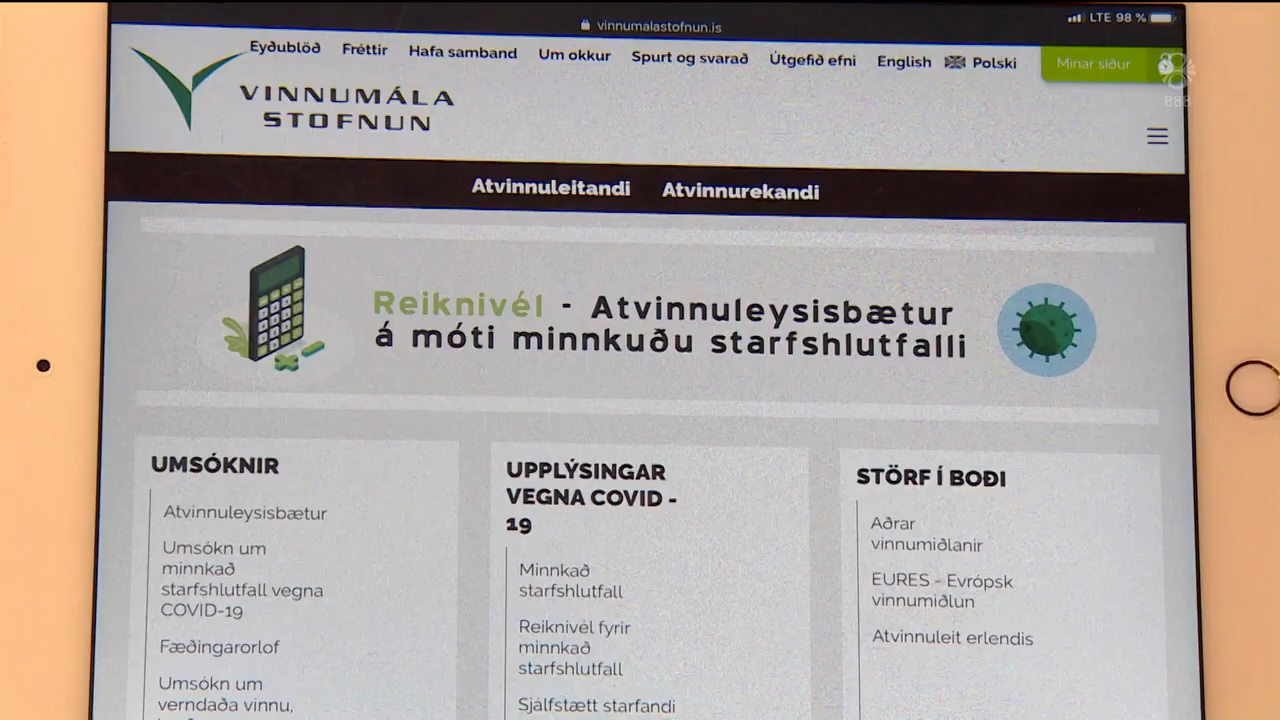 vinnumalastofnun.is
LTE 98 %
Eyðublöð Fréttir Hafa samband Um okkur Spurt og svarað Útgefið efni English Polski
Mínar síður
888
VINNUMÁLA
STOFNUN
Atvinnuleitandi Atvinnurekandi
Reiknivél - Atvinnuleysisbætur
á móti minnkuðu starfshlutfalli
UMSÓKNIR
Atvinnuleysisbætur
Umsókn um
minnkað
starfshlutfall vegna
COVID-19
Fæðingarorlof
Umsókn um
verndaða vinnu,
UPPLÝSINGAR
VEGNA COVID -
19
Minnkað
starfshlutfall
Reiknivél fyrir
minnkað
starfshlutfall
Sjálfstætt starfandi
STÖRF Í BOÐI
Aðrar
vinnumiðlanir
EURES - Evrópsk
vinnumiðlun
Atvinnuleit erlendis